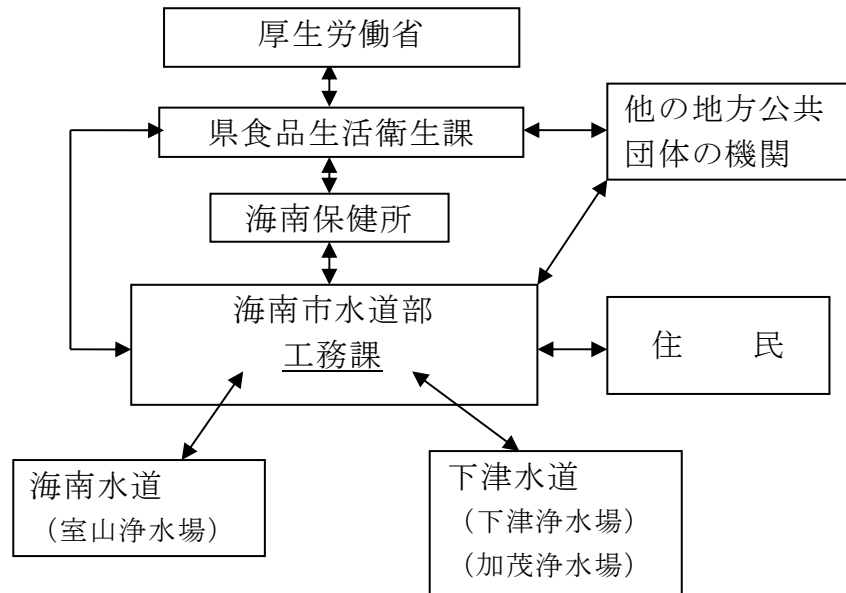 厚生労働省
県食品生活衛生課
他の地方公共
団体の機関
海南保健所
海南市水道部
工務課
住　　民
海南水道
（室山浄水場）
下津水道
（下津浄水場）
（加茂浄水場）